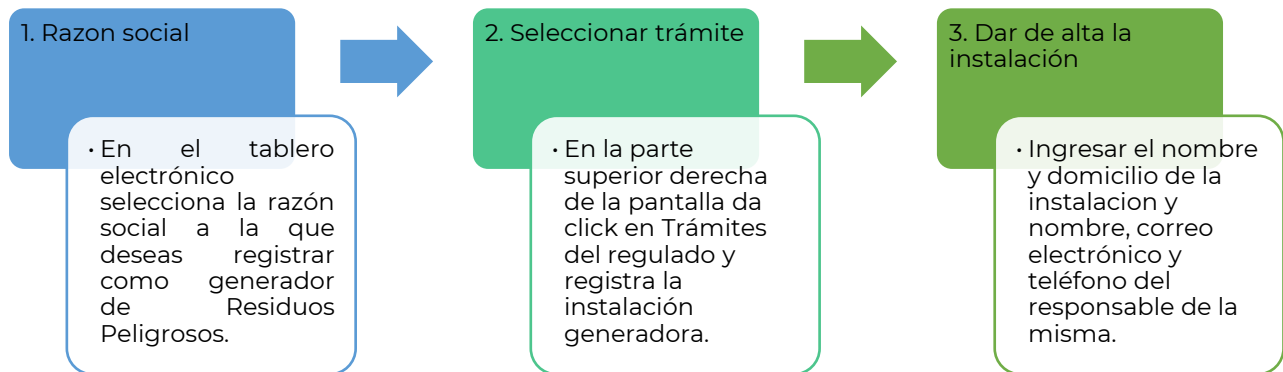 1. Razon social
• En el tablero
electrónico
selecciona la razón
social a la que
deseas registrar
como generador
de Residuos
Peligrosos.
2. Seleccionar trámite
• En la parte
superior derecha
de la pantalla da
click en Trámites
del regulado y
registra la
instalación
generadora.
3. Dar de alta la
instalación
• Ingresar el nombre
y domicilio de la
instalacion y
nombre, correo
electrónico y
teléfono del
responsable de la
misma.